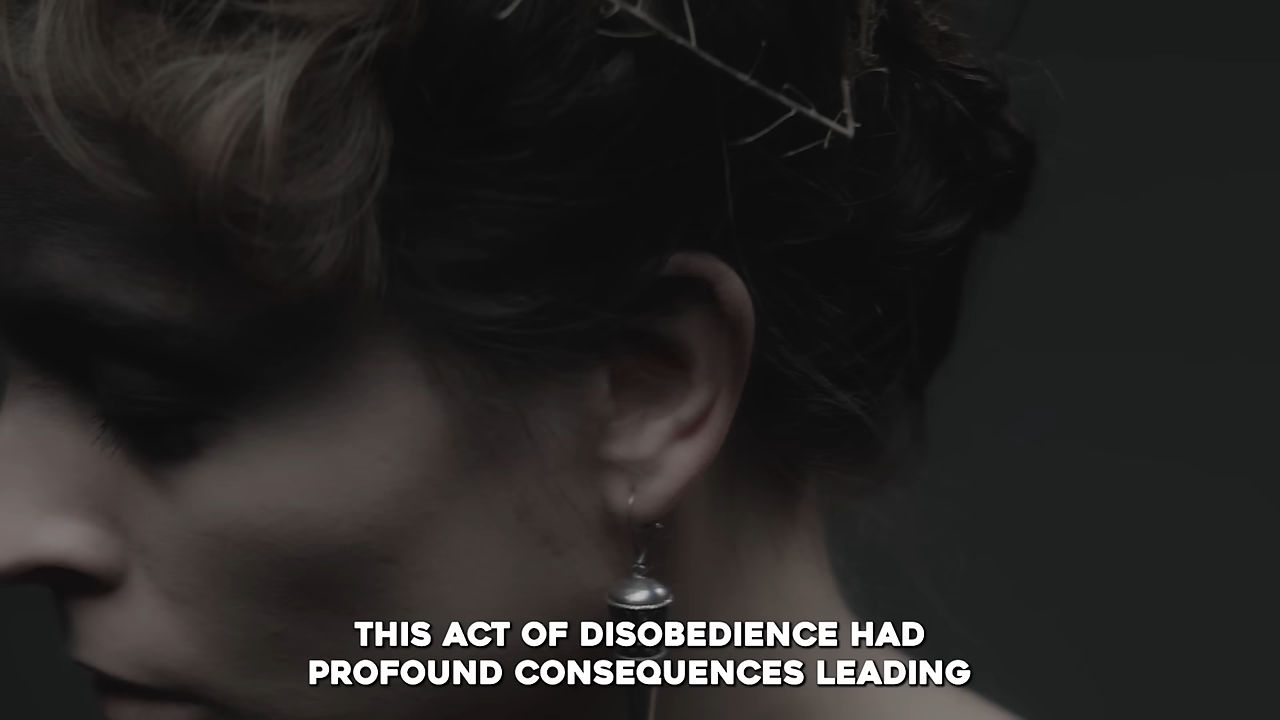 THIS ACT OF DISOBEDIENCE HAD
PROFOUND CONSEQUENCES LEADING